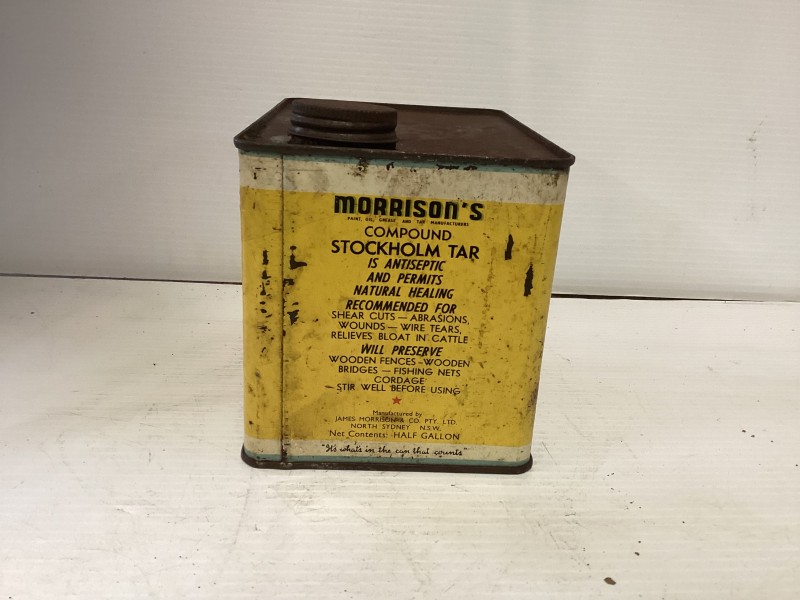 MORRISON'S
PAINT, OIL, GREASE, AND TAR MANUFACTURERS
COMPOUND
STOCKHOLM TAR
IS ANTISEPTIC
AND PERMITS
NATURAL HEALING
RECOMMENDED FOR
SHEAR CUTS — ABRASIONS,
WOUNDS — WIRE TEARS,
RELIEVES BLOAT IN CATTLE
WILL PRESERVE
WOODEN FENCES - WOODEN
BRIDGES — FISHING NETS
CORDAGE
STIR WELL BEFORE USING
Manufactured by
JAMES MORRISON & CO. PTY. LTD.
NORTH SYDNEY N.S.W.
Net Contents: HALF GALLON
"It's what's in the can that counts"